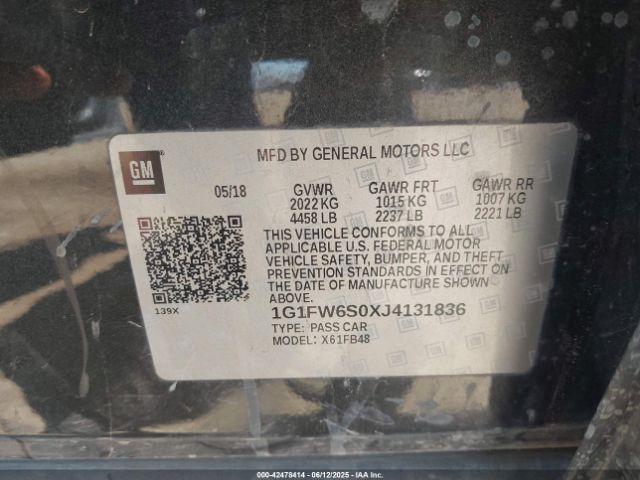 GM
®
MFD BY GENERAL MOTORS LLC
05/18
GVWR
2022 KG
4458 LB
GAWR FRT
1015 KG
2237 LB
GAWR RR
1007 KG
2221 LB
THIS VEHICLE CONFORMS TO ALL
APPLICABLE U.S. FEDERAL MOTOR
VEHICLE SAFETY, BUMPER, AND THEFT
PREVENTION STANDARDS IN EFFECT ON
THE DATE OF MANUFACTURE SHOWN
ABOVE.
139X
1G1FW6S0XJ4131836
TYPE: PASS CAR
MODEL: X61FB48
000-42478414 - 06/12/2025 - IAAI.COM